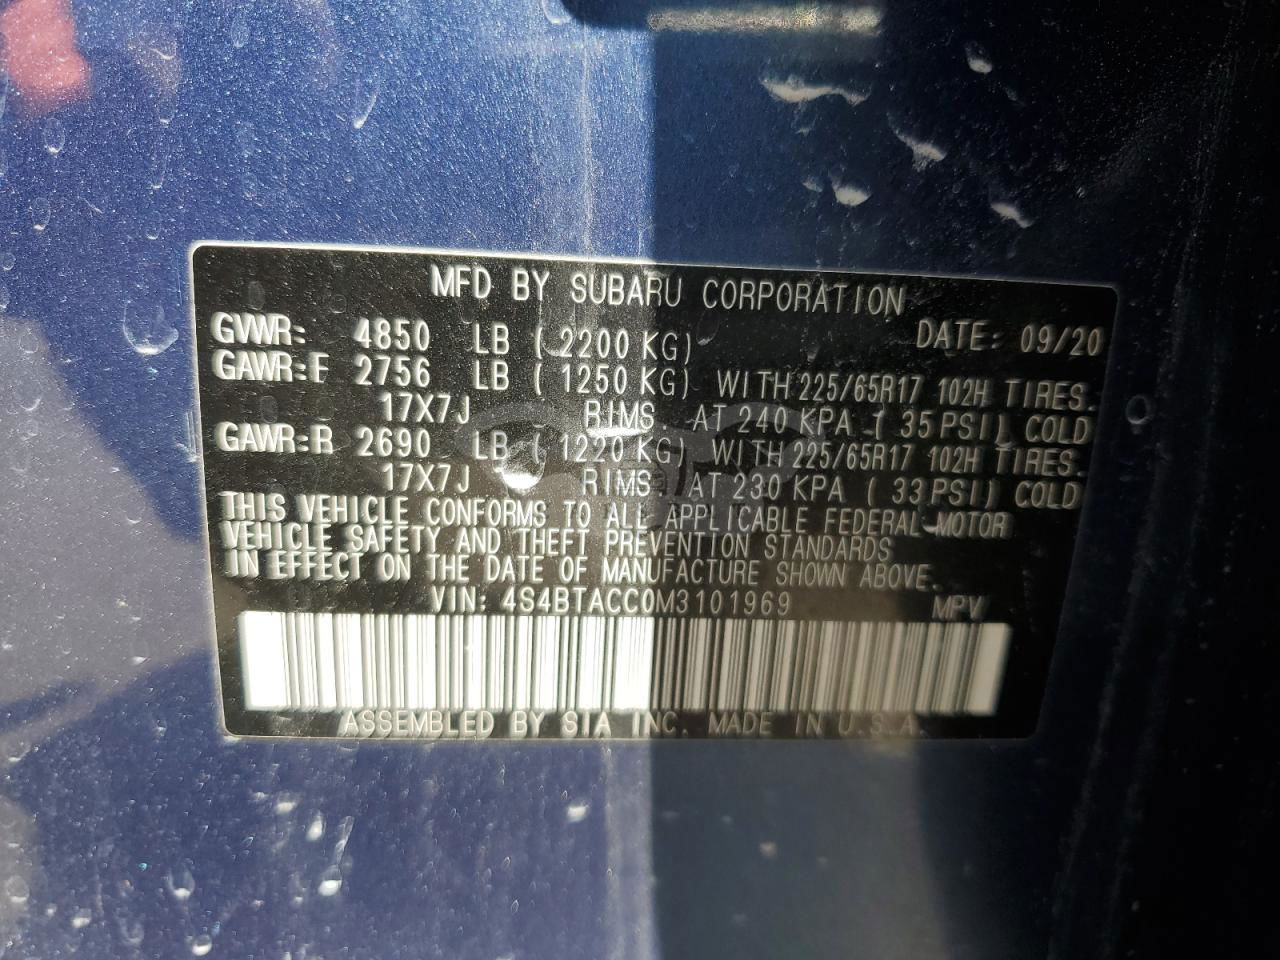 MFD BY SUBARU CORPORATION
GVWR: 4850 LB ( 2200 KG) DATE: 09/20
GAWR:F 2756 LB ( 1250 KG) WITH 225/65R17 102H TIRES.
17X7J RIMS. AT 240 KPA ( 35PSI) COLD
GAWR:R 2690 LB ( 1220 KG) WITH 225/65R17 102H TIRES.
17X7J RIMS. AT 230 KPA ( 33PSI) COLD
THIS VEHICLE CONFORMS TO ALL APPLICABLE FEDERAL MOTOR
VEHICLE SAFETY AND THEFT PREVENTION STANDARDS
IN EFFECT ON THE DATE OF MANUFACTURE SHOWN ABOVE.
VIN: 4S4BTACC0M3101969 MPV
ASSEMBLED BY SIA INC. MADE IN U.S.A.